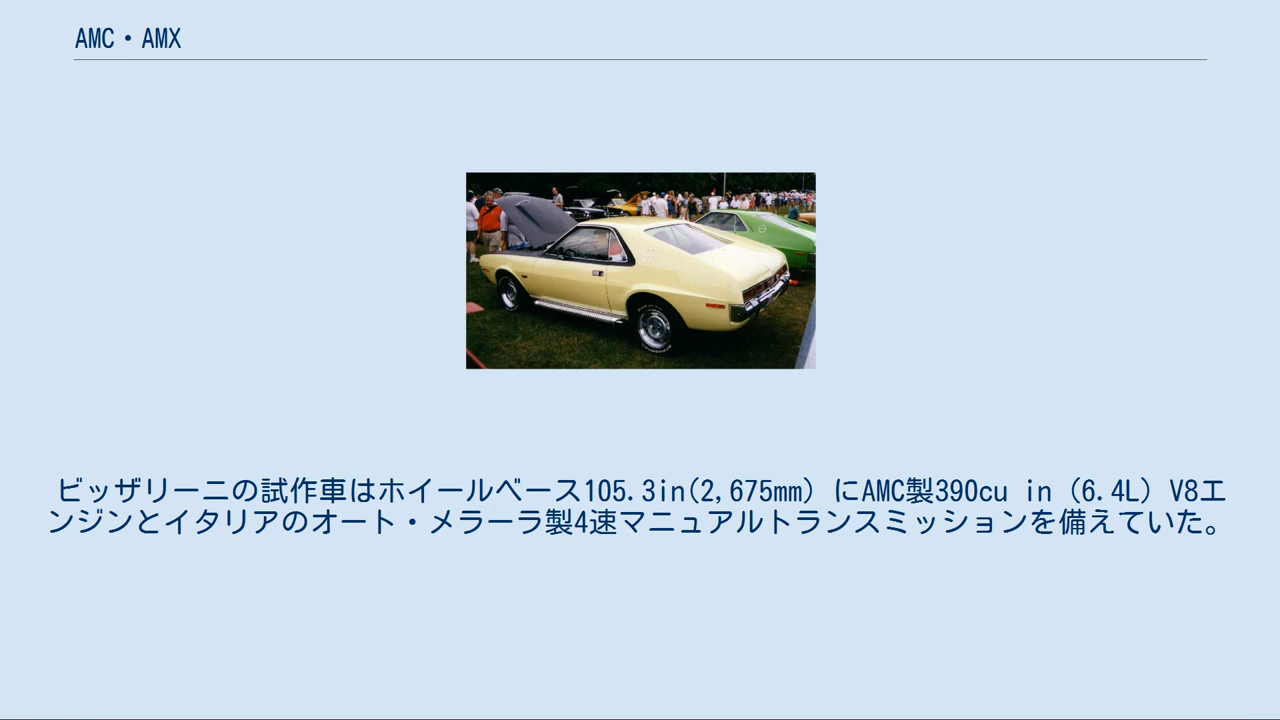 AMC・AMX
ビッザリーニの試作車はホイールベース105.3in(2,675mm) にAMC製390cu in (6.4L) V8エ
ンジンとイタリアのオート・メラーラ製4速マニュアルトランスミッションを備えていた。